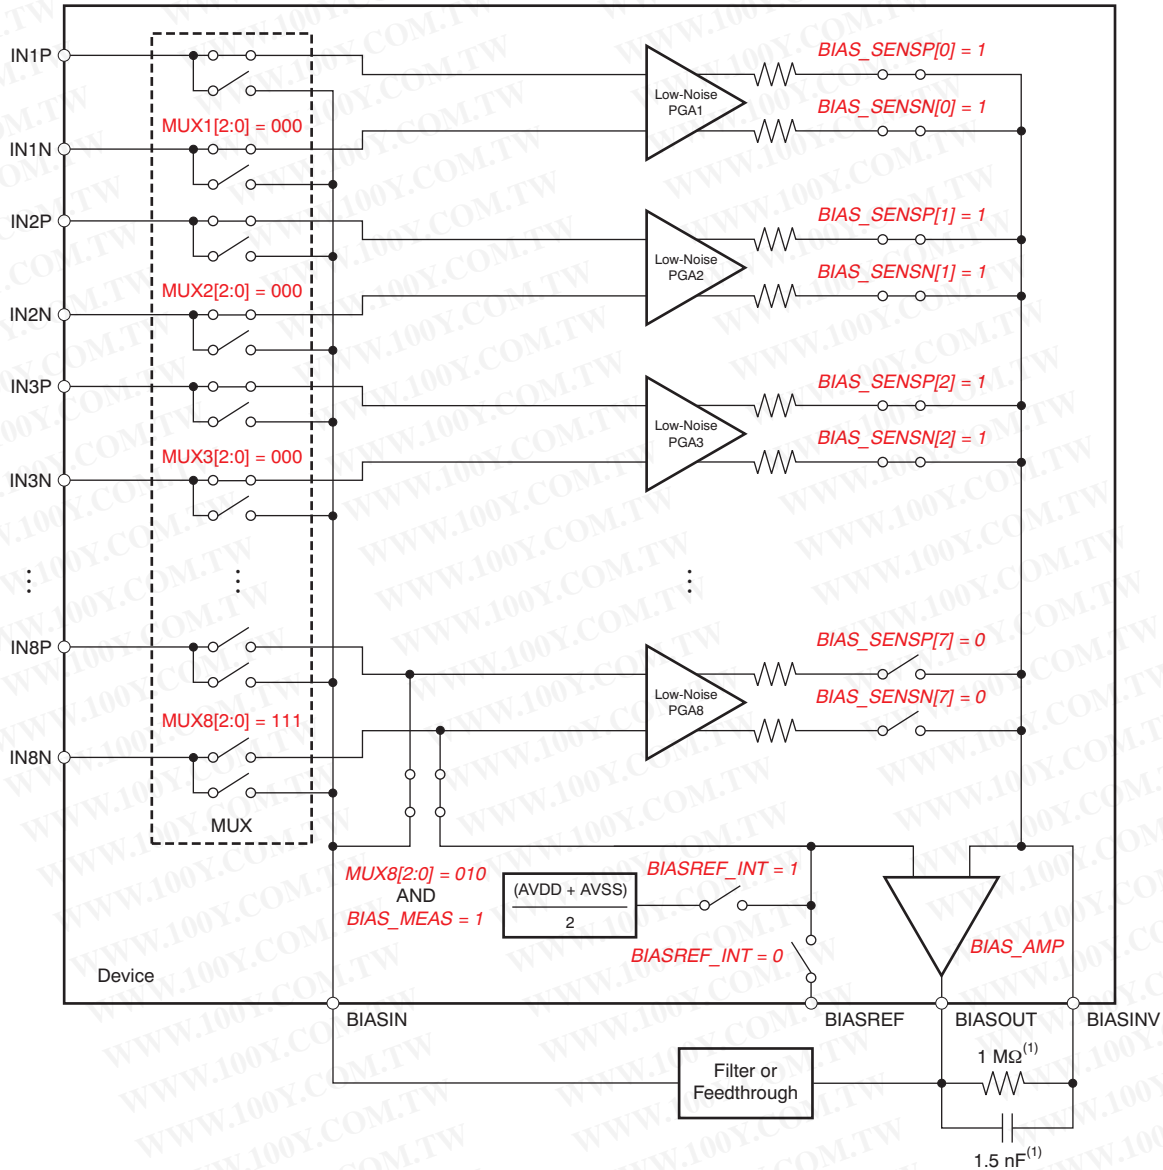 IN1P
BIAS_SENSP[0] = 1
Low-Noise
PGA1
BIAS_SENSN[0] = 1
MUX1[2:0] = 000
IN1N
IN2P
BIAS_SENSP[1] = 1
Low-Noise
PGA2
BIAS_SENSN[1] = 1
MUX2[2:0] = 000
IN2N
IN3P
BIAS_SENSP[2] = 1
Low-Noise
PGA3
BIAS_SENSN[2] = 1
MUX3[2:0] = 000
IN3N
IN8P
BIAS_SENSP[7] = 0
Low-Noise
PGA8
BIAS_SENSN[7] = 0
MUX8[2:0] = 111
IN8N
MUX
MUX8[2:0] = 010
AND
BIAS_MEAS = 1
(AVDD + AVSS)
2
BIASREF_INT = 1
BIASREF_INT = 0
BIAS_AMP
Device
BIASIN
BIASREF
BIASOUT
BIASINV
Filter or
Feedthrough
1 MΩ(1)
1.5 nF(1)
WWW.100Y.COM.TW